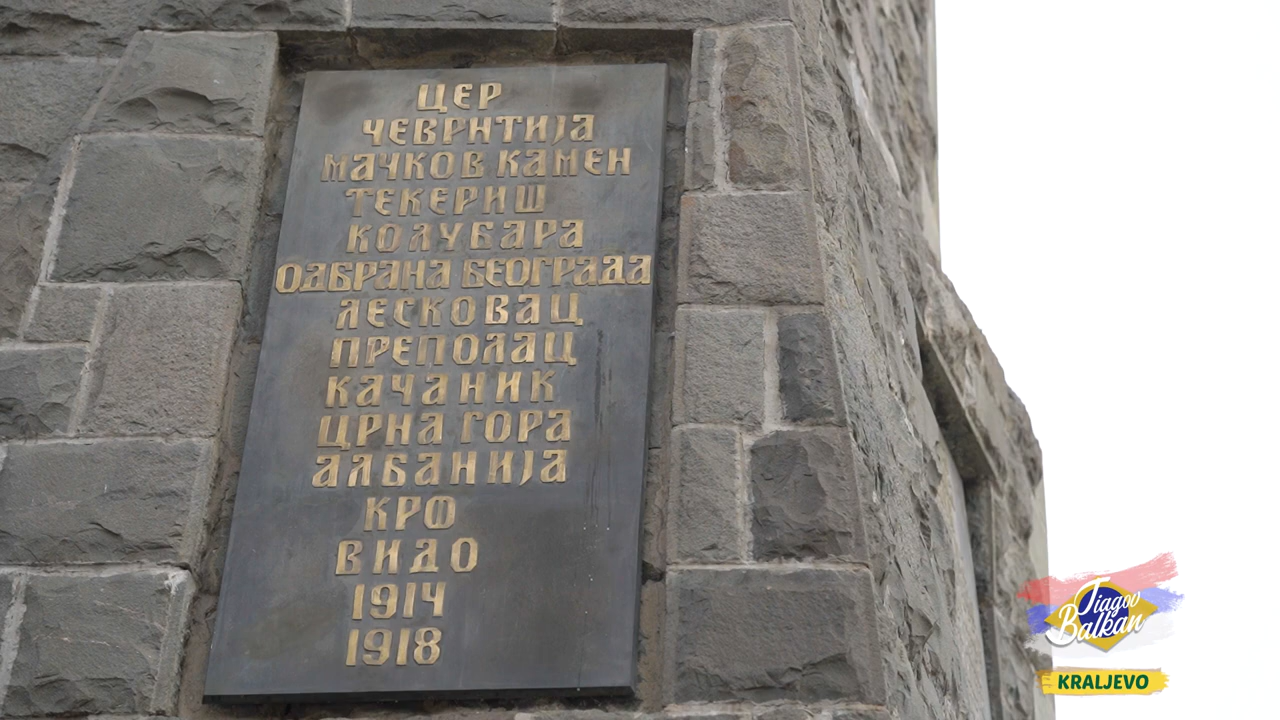 ЦЕР
ЧЕВРНТИЈА
МАЧКОВ КАМЕН
ТЕКЕРИШ
КОЛУБАРА
ОДБРАНА БЕОГРАДА
ЛЕСКОВАЦ
ПРЕПОЛАЦ
КАЧАНИК
ЦРНА ГОРА
АЛБАНИЈА
КРФ
ВИДО
1914
1918
Tiagov
Balkan
KRALJEVO